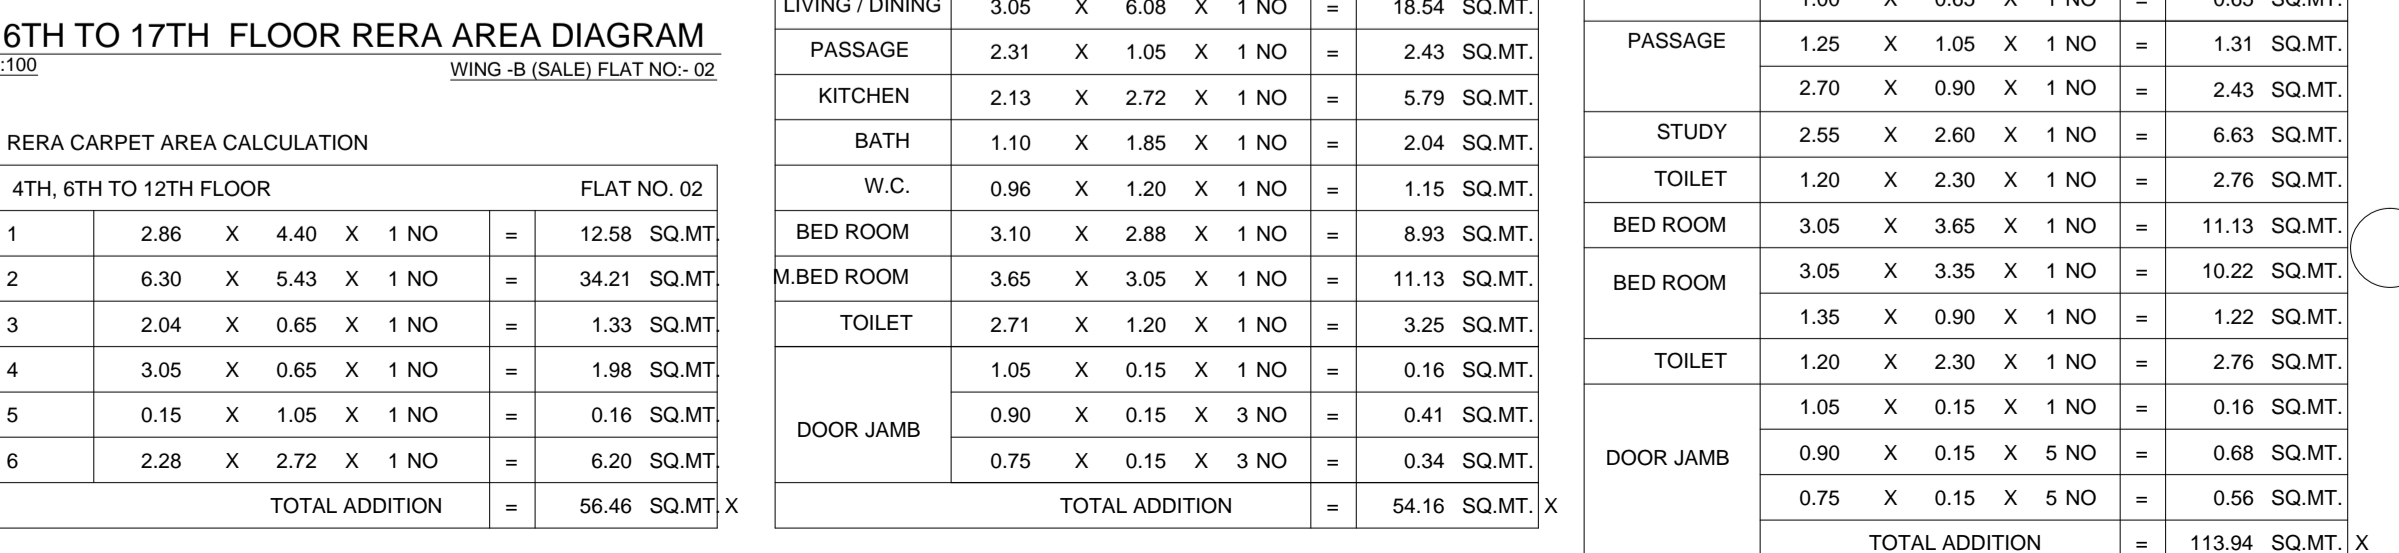 6TH TO 17TH FLOOR RERA AREA DIAGRAM
:100
WING -B (SALE) FLAT NO:- 02
RERA CARPET AREA CALCULATION
4TH, 6TH TO 12TH FLOOR FLAT NO. 02
1 2.86 X 4.40 X 1 NO = 12.58 SQ.MT.
2 6.30 X 5.43 X 1 NO = 34.21 SQ.MT.
3 2.04 X 0.65 X 1 NO = 1.33 SQ.MT.
4 3.05 X 0.65 X 1 NO = 1.98 SQ.MT.
5 0.15 X 1.05 X 1 NO = 0.16 SQ.MT.
6 2.28 X 2.72 X 1 NO = 6.20 SQ.MT.
TOTAL ADDITION = 56.46 SQ.MT. X
LIVING / DINING 3.05 X 6.08 X 1 NO = 18.54 SQ.MT.
PASSAGE 2.31 X 1.05 X 1 NO = 2.43 SQ.MT.
KITCHEN 2.13 X 2.72 X 1 NO = 5.79 SQ.MT.
BATH 1.10 X 1.85 X 1 NO = 2.04 SQ.MT.
W.C. 0.96 X 1.20 X 1 NO = 1.15 SQ.MT.
BED ROOM 3.10 X 2.88 X 1 NO = 8.93 SQ.MT.
M.BED ROOM 3.65 X 3.05 X 1 NO = 11.13 SQ.MT.
TOILET 2.71 X 1.20 X 1 NO = 3.25 SQ.MT.
1.05 X 0.15 X 1 NO = 0.16 SQ.MT.
DOOR JAMB 0.90 X 0.15 X 3 NO = 0.41 SQ.MT.
0.75 X 0.15 X 3 NO = 0.34 SQ.MT.
TOTAL ADDITION = 54.16 SQ.MT. X
1.00 X 0.65 X 1 NO = 0.65 SQ.MT.
PASSAGE 1.25 X 1.05 X 1 NO = 1.31 SQ.MT.
2.70 X 0.90 X 1 NO = 2.43 SQ.MT.
STUDY 2.55 X 2.60 X 1 NO = 6.63 SQ.MT.
TOILET 1.20 X 2.30 X 1 NO = 2.76 SQ.MT.
BED ROOM 3.05 X 3.65 X 1 NO = 11.13 SQ.MT.
BED ROOM 3.05 X 3.35 X 1 NO = 10.22 SQ.MT.
1.35 X 0.90 X 1 NO = 1.22 SQ.MT.
TOILET 1.20 X 2.30 X 1 NO = 2.76 SQ.MT.
1.05 X 0.15 X 1 NO = 0.16 SQ.MT.
DOOR JAMB 0.90 X 0.15 X 5 NO = 0.68 SQ.MT.
0.75 X 0.15 X 5 NO = 0.56 SQ.MT.
TOTAL ADDITION = 113.94 SQ.MT. X